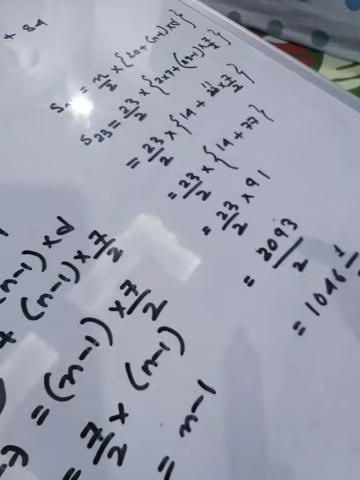 + 84
Sn = n/2 × {2a + (n-1)×d}
S23 = 23/2 × {2×7 + (23-1)×7/2}
= 23/2 × {14 + 22×7/2}
= 23/2 × {14 + 77}
= 23/2 × 91
= 2093/2
= 1046 1/2
(n-1)×d
(n-1)×7/2
= (n-1)×7/2
= 7/2 × (n-1)
= n-1